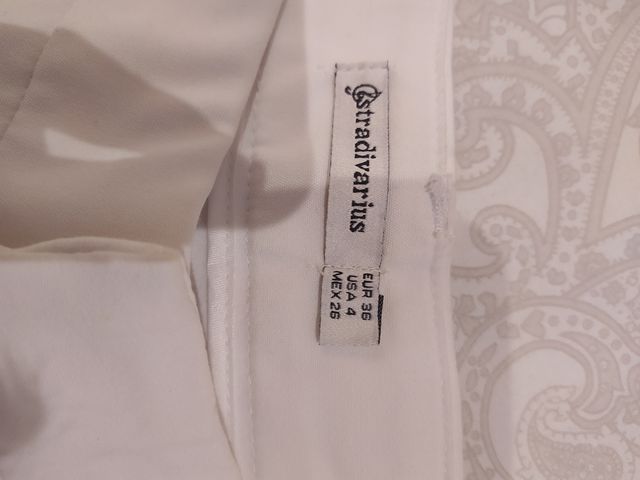 stradivarius
EUR 36
USA 4
MEX 26